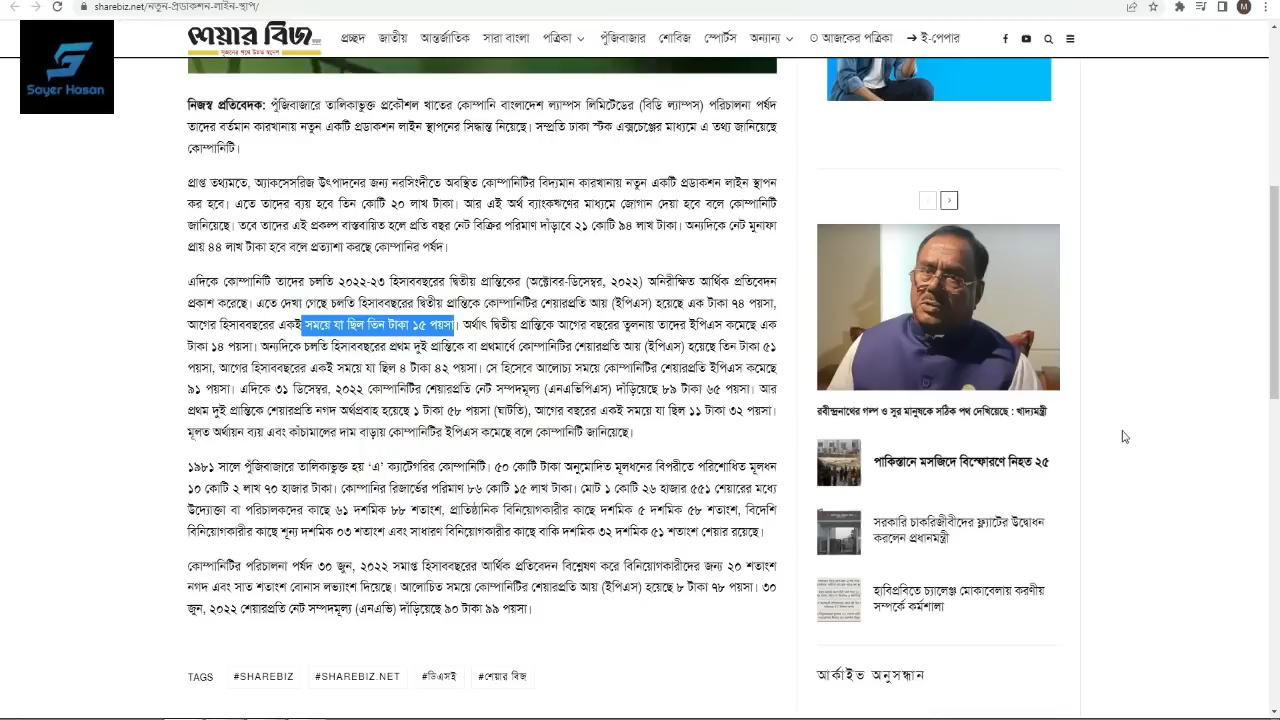 sharebiz.net/নতুন-প্রডাকশন-লাইন-স্থাপ/
M
Sayer Hasan
শেয়ার বিজ
প্রচ্ছদ জাতীয় আন্তর্জাতিক সারা বাংলা পত্রিকা পুঁজিবাজার শোবিজ স্পোর্টস অন্যান্য আজকের পত্রিকা ই-পেপার
নিজস্ব প্রতিবেদক: পুঁজিবাজারে তালিকাভুক্ত প্রকৌশল খাতের কোম্পানি বাংলাদেশ ল্যাম্পস লিমিটেডের (বিডি ল্যাম্পস) পরিচালনা পর্ষদ
তাদের বর্তমান কারখানায় নতুন একটি প্রডাকশন লাইন স্থাপনের সিদ্ধান্ত নিয়েছে। সম্প্রতি ঢাকা স্টক এক্সচেঞ্জের মাধ্যমে এ তথ্য জানিয়েছে
কোম্পানিটি।
প্রাপ্ত তথ্যমতে, অ্যাকসেসরিজ উৎপাদনের জন্য নরসিংদীতে অবস্থিত কোম্পানিটির বিদ্যমান কারখানায় নতুন একটি প্রডাকশন লাইন স্থাপন
কর হবে। এতে তাদের ব্যয় হবে তিন কোটি ২০ লাখ টাকা। আর এই অর্থ ব্যাংকঋণের মাধ্যমে জোগান দেয়া হবে বলে কোম্পানিটি
জানিয়েছে। তবে তাদের এই প্রকল্প বাস্তবায়িত হলে প্রতি বছর নেট বিক্রির পরিমাণ দাঁড়াবে ২১ কোটি ৯৪ লাখ টাকা। অন্যদিকে নেট মুনাফা
প্রায় ৪৪ লাখ টাকা হবে বলে প্রত্যাশা করছে কোম্পানির পর্ষদ।
এদিকে কোম্পানিটি তাদের চলতি ২০২২-২৩ হিসাববছরের দ্বিতীয় প্রান্তিকের (অক্টোবর-ডিসেম্বর, ২০২২) অনিরীক্ষিত আর্থিক প্রতিবেদন
প্রকাশ করেছে। এতে দেখা গেছে চলতি হিসাববছরের দ্বিতীয় প্রান্তিকে কোম্পানিটির শেয়ারপ্রতি আয় (ইপিএস) হয়েছে এক টাকা ৬১ পয়সা,
আগের হিসাববছরের একই সময়ে যা ছিল তিন টাকা ১৫ পয়সা। অর্থাৎ দ্বিতীয় প্রান্তিকে আগের বছরের তুলনায় তাদের ইপিএস কমেছে এক
টাকা ১৪ পয়সা। অন্যদিকে চলতি হিসাববছরের প্রথম দুই প্রান্তিকে বা প্রথমার্ধে কোম্পানিটির শেয়ারপ্রতি আয় (ইপিএস) হয়েছে তিন টাকা ৫১
পয়সা, আগের হিসাববছরের একই সময়ে যা ছিল ৪ টাকা ৪২ পয়সা। সে হিসেবে আলোচ্য সময়ে কোম্পানিটির শেয়ারপ্রতি ইপিএস কমেছে
৯১ পয়সা। এদিকে ৩১ ডিসেম্বর, ২০২২ কোম্পানিটির শেয়ারপ্রতি নেট সম্পদমূল্য (এনএভিপিএস) দাঁড়িয়েছে ৮৯ টাকা ৬৫ পয়সা। আর
প্রথম দুই প্রান্তিকে শেয়ারপ্রতি নগদ অর্থপ্রবাহ হয়েছে ১ টাকা ৫৮ পয়সা (ঘাটতি), আগের বছরের একই সময়ে যা ছিল ১১ টাকা ৩২ পয়সা।
মূলত অর্থায়ন ব্যয় এবং কাঁচামালের দাম বাড়ায় কোম্পানিটির ইপিএস কমেছে বলে কোম্পানিটি জানিয়েছে।
১৯৮১ সালে পুঁজিবাজারে তালিকাভুক্ত হয় ‘এ’ ক্যাটেগরির কোম্পানিটি। ৫০ কোটি টাকা অনুমোদিত মূলধনের বিপরীতে পরিশোধিত মূলধন
১০ কোটি ২ লাখ ৭০ হাজার টাকা। কোম্পানির রিজার্ভের পরিমাণ ৮৬ কোটি ১৫ লাখ টাকা। মোট ১ কোটি ২৬ হাজার ৫৫১ শেয়ারের মধ্যে
উদ্যোক্তা বা পরিচালকদের কাছে ৬১ দশমিক ৮৮ শতাংশ, প্রাতিষ্ঠানিক বিনিয়োগকারীর কাছে দশমিক ৫ দশমিক ৫৮ শতাংশ, বিদেশি
বিনিয়োগকারীর কাছে শূন্য দশমিক ০৩ শতাংশ এবং সাধারণ বিনিয়োগকারীর কাছে বাকি দশমিক ৩২ দশমিক ৫১ শতাংশ শেয়ার রয়েছে।
কোম্পানিটির পরিচালনা পর্ষদ ৩০ জুন, ২০২২ সমাপ্ত হিসাববছরের আর্থিক প্রতিবেদন বিশ্লেষণ করে বিনিয়োগকারীদের জন্য ২০ শতাংশ
নগদ এবং সাত শতাংশ বোনাস লভ্যাংশ দিয়েছে। আলোচিত সময়ে কোম্পানিটির শেয়ারপ্রতি আয় (ইপিএস) হয়েছে ৮ টাকা ৭৮ পয়সা। ৩০
জুন, ২০২২ শেয়ারপ্রতি নেট সম্পদমূল্য (এনএভি) হয়েছে ৯০ টাকা ১৯ পয়সা।
TAGS #SHAREBIZ #SHAREBIZ.NET #ডিএসই #শেয়ার বিজ
রবীন্দ্রনাথের গল্প ও সুর মানুষকে সঠিক পথ দেখিয়েছে : খাদ্যমন্ত্রী
পাকিস্তানে মসজিদে বিস্ফোরণে নিহত ২৫
সরকারি চাকরিজীবীদের ফ্ল্যাটের উদ্বোধন
করলেন প্রধানমন্ত্রী
হাবিপ্রবিতে চ্যালেঞ্জ মোকাবেলায় করণীয়
সম্পর্কে কর্মশালা
আর্কাইভ অনুসন্ধান